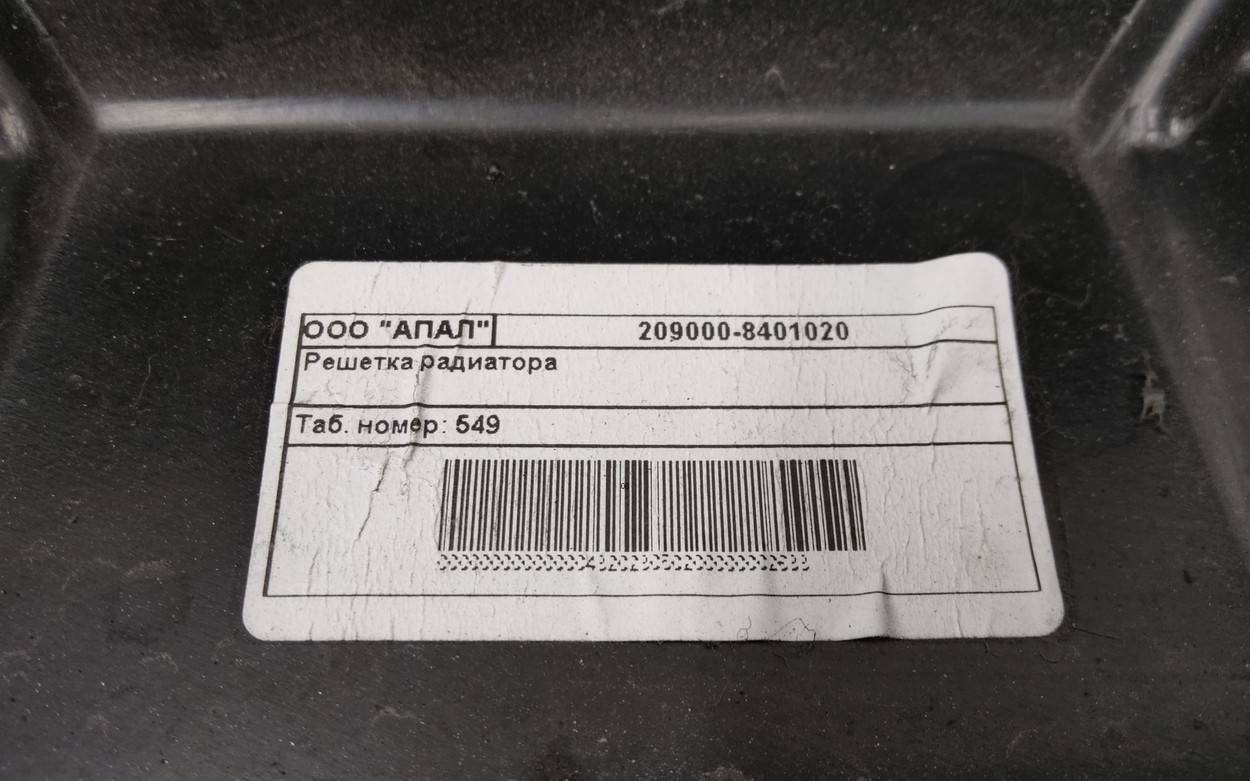 ООО "АПАЛ" 209000-8401020
Решетка радиатора
Таб. номер: 549